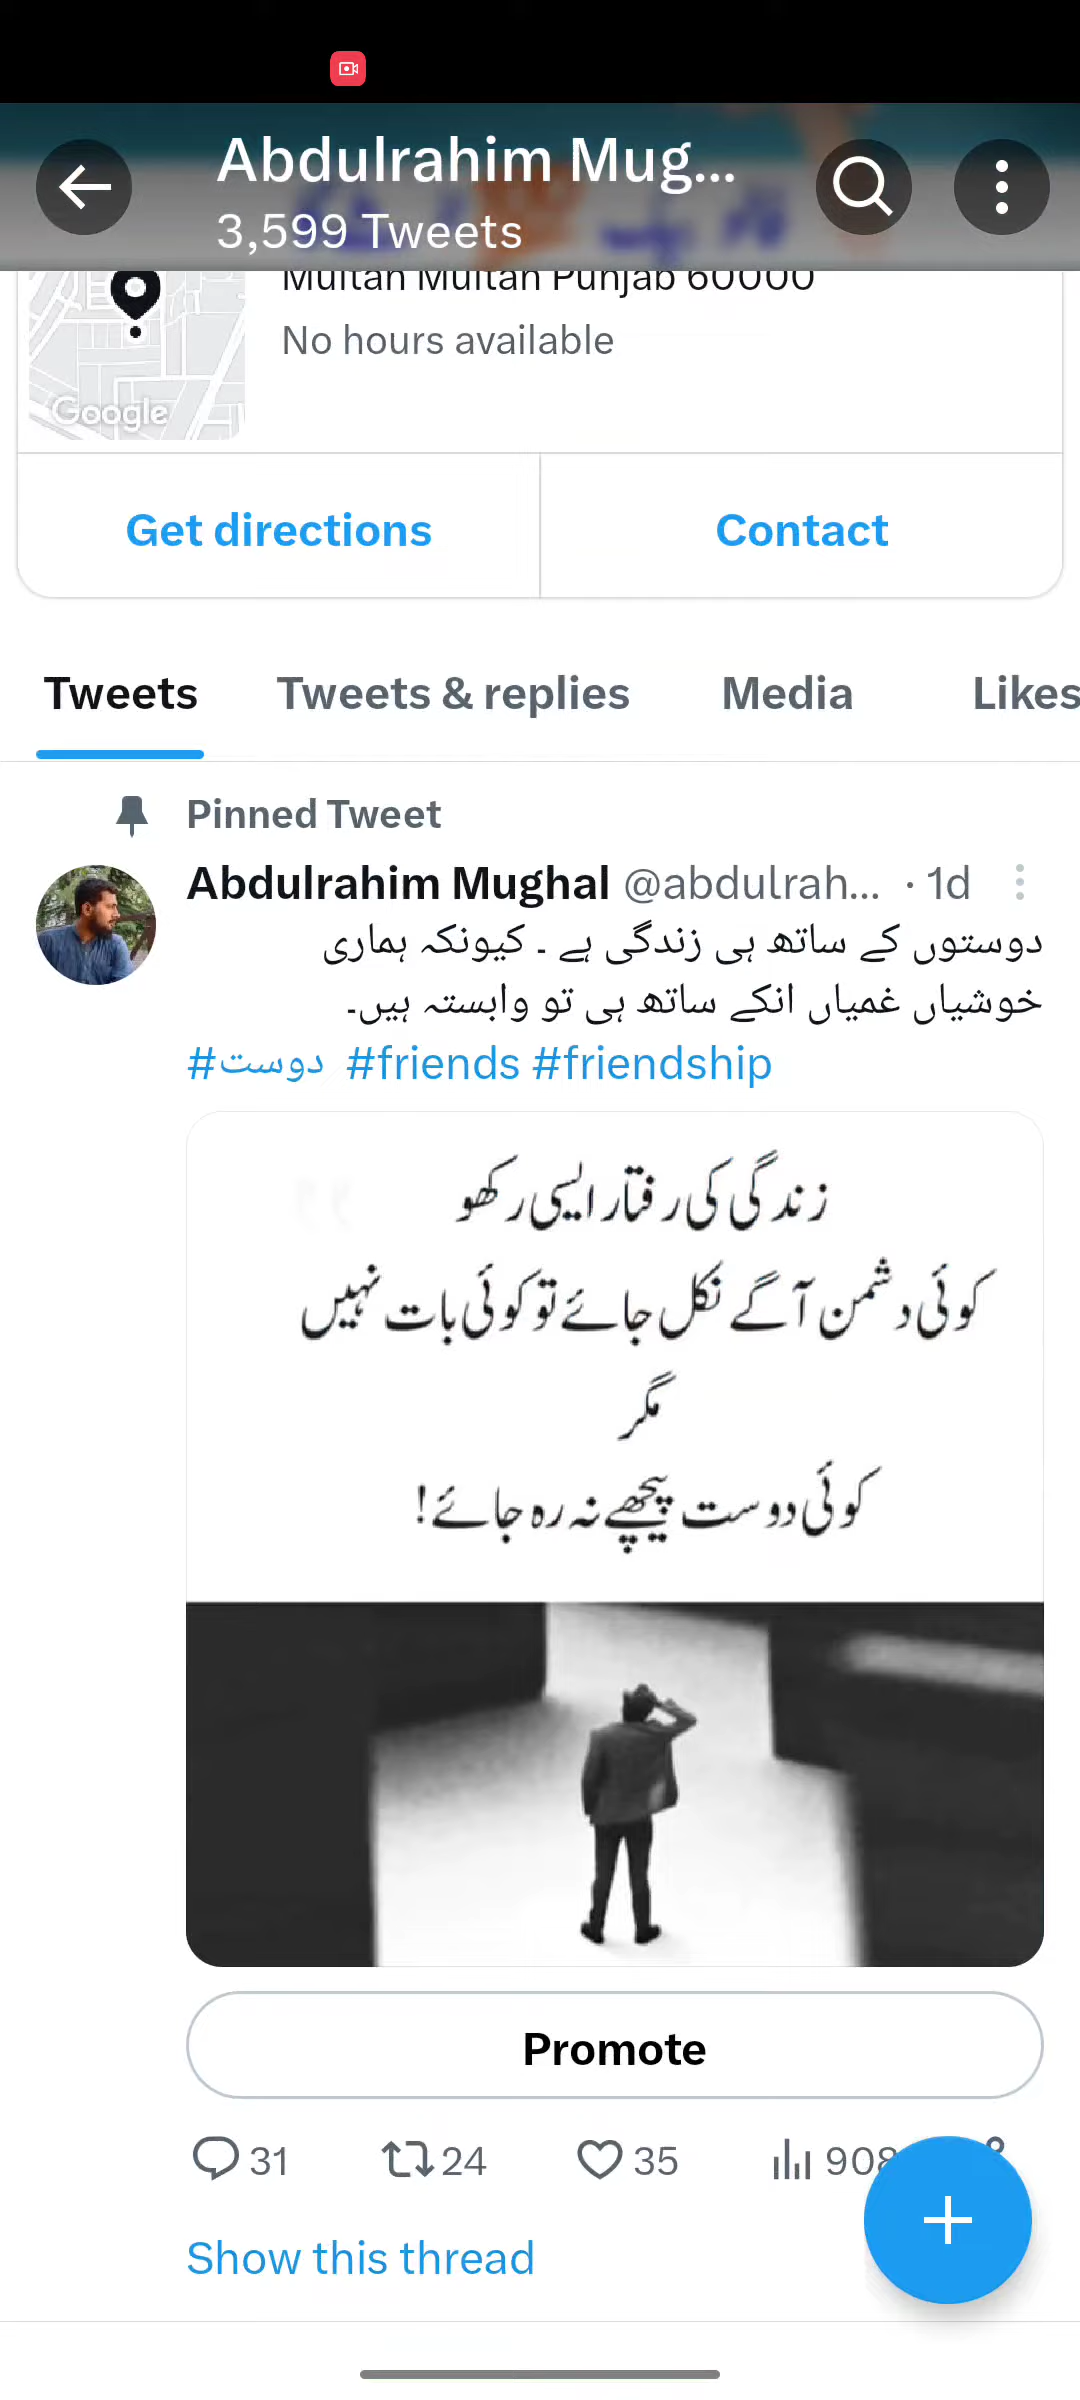 Abdulrahim Mug...
3,599 Tweets
Multan Multan Punjab 60000
No hours available
Google
Get directions
Contact
Tweets
Tweets & replies
Media
Likes
Pinned Tweet
Abdulrahim Mughal @abdulrah... · 1d
دوستوں کے ساتھ ہی زندگی ہے ۔ کیونکہ ہماری
خوشیاں غمیاں انکے ساتھ ہی تو وابستہ ہیں۔
#دوست #friends #friendship
زندگی کی رفتار ایسی رکھو
کوئی دشمن آگے نکل جائے تو کوئی بات نہیں
مگر
کوئی دوست پیچھے نہ رہ جائے!
Promote
31
24
35
908
Show this thread